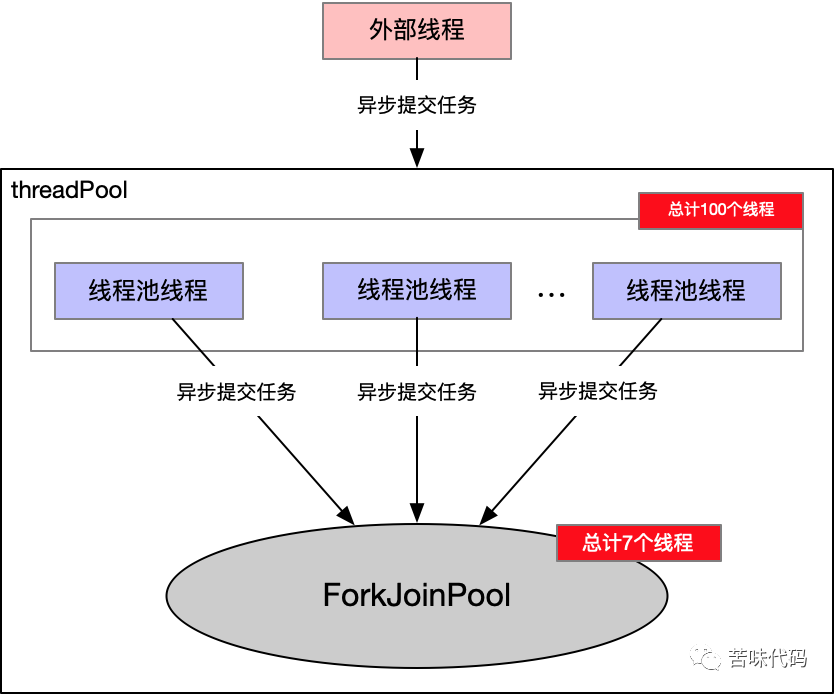 外部线程
异步提交任务
threadPool
总计100个线程
线程池线程
线程池线程
...
线程池线程
异步提交任务
异步提交任务
异步提交任务
总计7个线程
ForkJoinPool
苦味代码